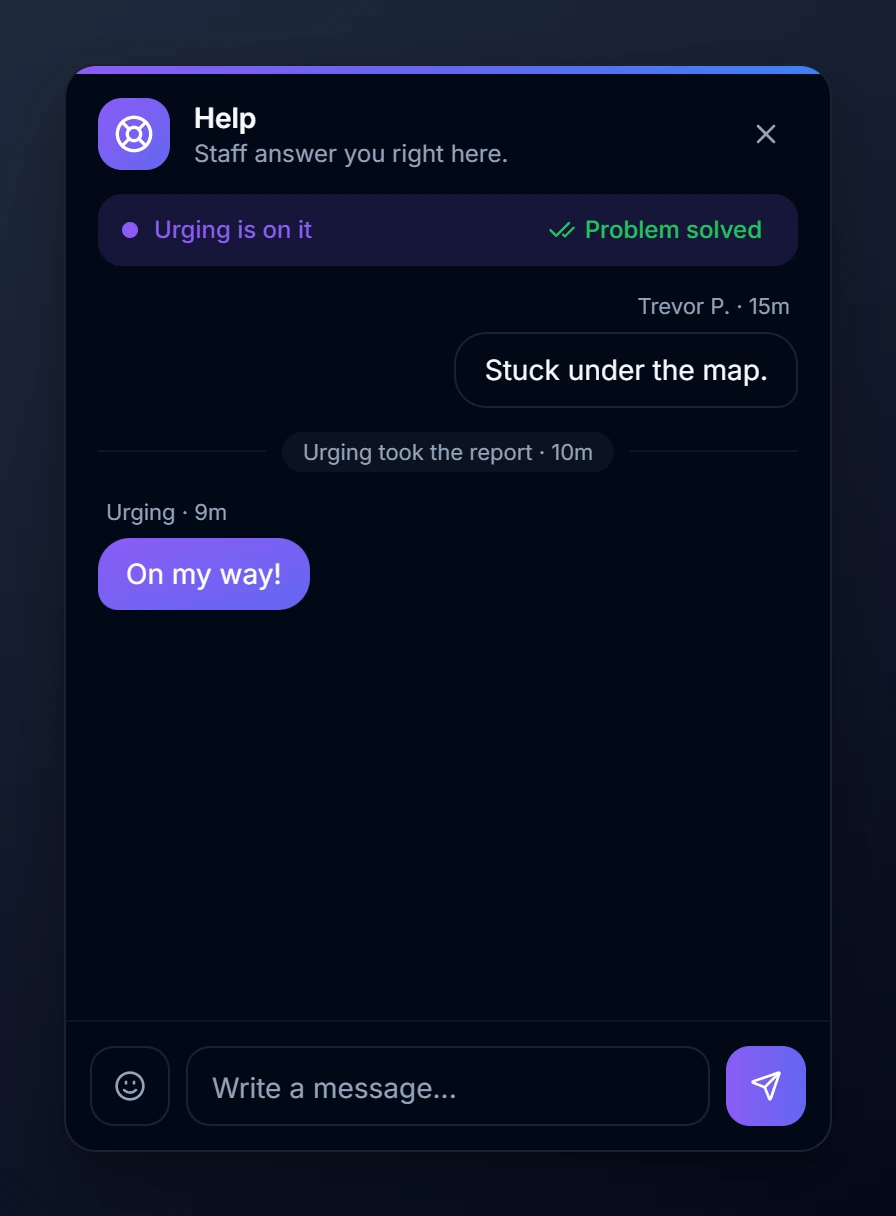 Help
Staff answer you right here.
Urging is on it
Problem solved
Trevor P. · 15m
Stuck under the map.
Urging took the report · 10m
Urging · 9m
On my way!
Write a message...